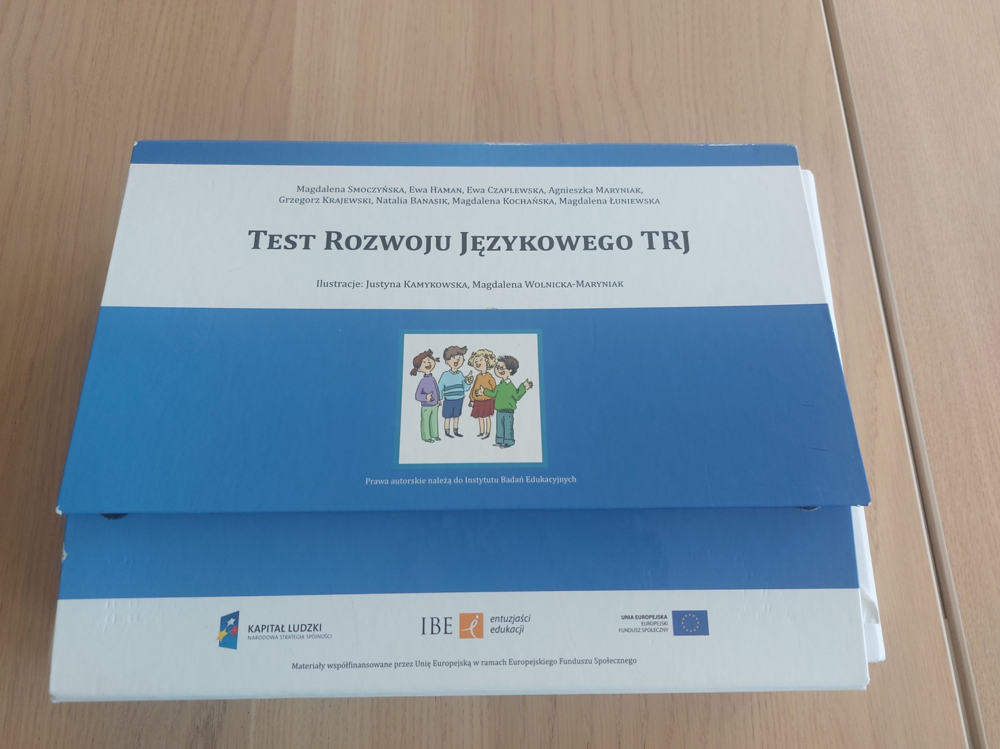 Magdalena SMOCZYŃSKA, Ewa HAMAN, Ewa CZAPLEWSKA, Agnieszka MARYNIAK,
Grzegorz KRAJEWSKI, Natalia BANASIK, Magdalena KOCHAŃSKA, Magdalena ŁUNIEWSKA
TEST ROZWOJU JĘZYKOWEGO TRJ
Ilustracje: Justyna KAMYKOWSKA, Magdalena WOLNICKA-MARYNIAK
Prawa autorskie należą do Instytutu Badań Edukacyjnych
KAPITAŁ LUDZKI
NARODOWA STRATEGIA SPÓJNOŚCI
IBE
entuzjaści
edukacji
UNIA EUROPEJSKA
EUROPEJSKI
FUNDUSZ SPOŁECZNY
Materiały współfinansowane przez Unię Europejską w ramach Europejskiego Funduszu Społecznego